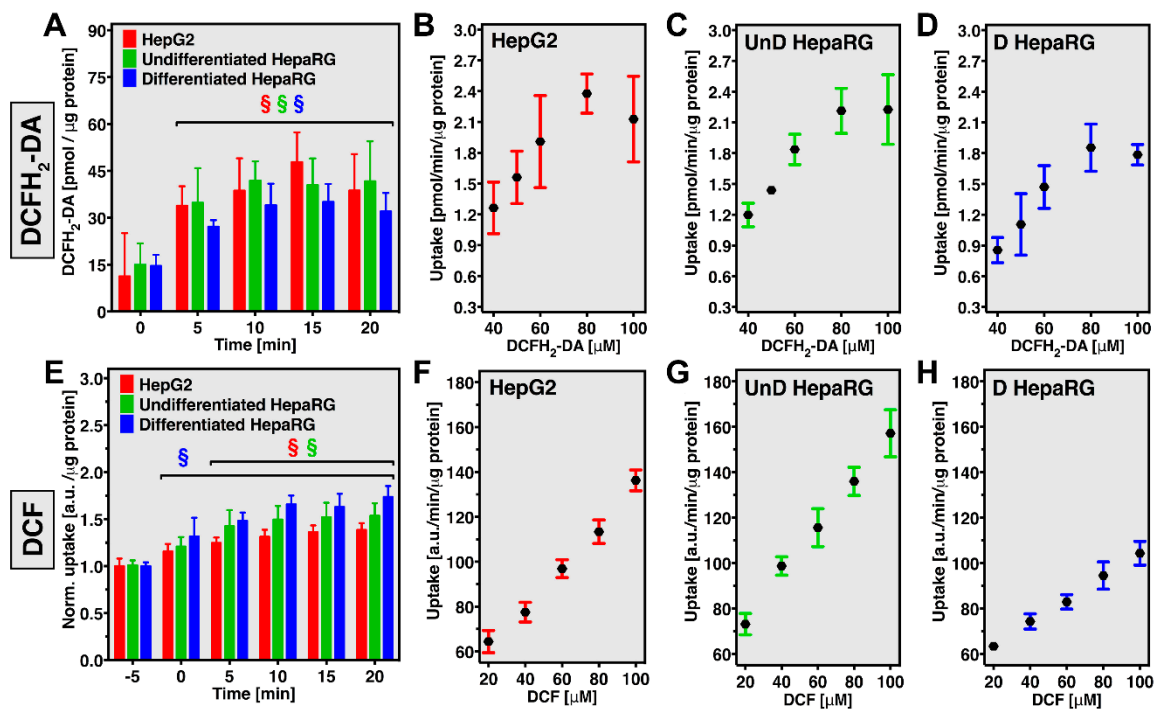 DCFH₂-DA
A
DCFH₂-DA [pmol / µg protein]
90
75
60
45
30
15
0
HepG2
Undifferentiated HepaRG
Differentiated HepaRG
§ § §
0 5 10 15 20
Time [min]
B
HepG2
Uptake [pmol/min/µg protein]
3.0
2.7
2.4
2.1
1.8
1.5
1.2
0.9
0.6
0.3
40 60 80 100
DCFH₂-DA [µM]
C
UnD HepaRG
Uptake [pmol/min/µg protein]
3.0
2.7
2.4
2.1
1.8
1.5
1.2
0.9
0.6
0.3
40 60 80 100
DCFH₂-DA [µM]
D
D HepaRG
Uptake [pmol/min/µg protein]
3.0
2.7
2.4
2.1
1.8
1.5
1.2
0.9
0.6
0.3
40 60 80 100
DCFH₂-DA [µM]
DCF
E
Norm. uptake [a.u. /µg protein]
3.0
2.5
2.0
1.5
1.0
0.5
0.0
HepG2
Undifferentiated HepaRG
Differentiated HepaRG
§ § §
-5 0 5 10 15 20
Time [min]
F
HepG2
Uptake [a.u./min/µg protein]
180
160
140
120
100
80
60
20 40 60 80 100
DCF [µM]
G
UnD HepaRG
Uptake [a.u./min/µg protein]
180
160
140
120
100
80
60
20 40 60 80 100
DCF [µM]
H
D HepaRG
Uptake [a.u./min/µg protein]
180
160
140
120
100
80
60
20 40 60 80 100
DCF [µM]